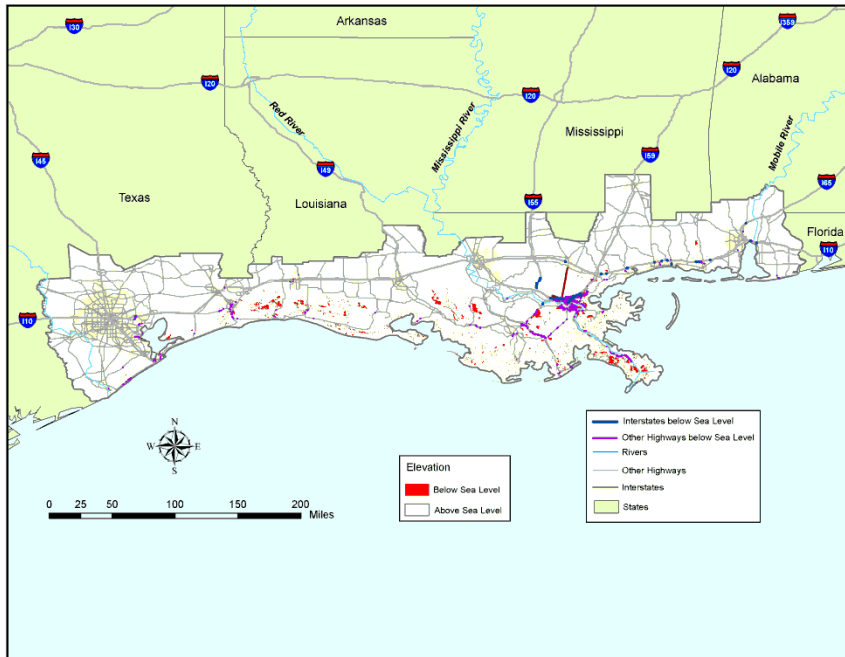 Arkansas
I30
I359
I20
I20
I20
Alabama
Red River
Mississippi River
Mississippi
Mobile River
I45
I49
I59
Texas
Louisiana
I55
I65
Florida
I10
I10
N
W
E
S
Interstates below Sea Level
Other Highways below Sea Level
Rivers
Other Highways
Interstates
States
Elevation
Below Sea Level
Above Sea Level
0 25 50 100 150 200
Miles